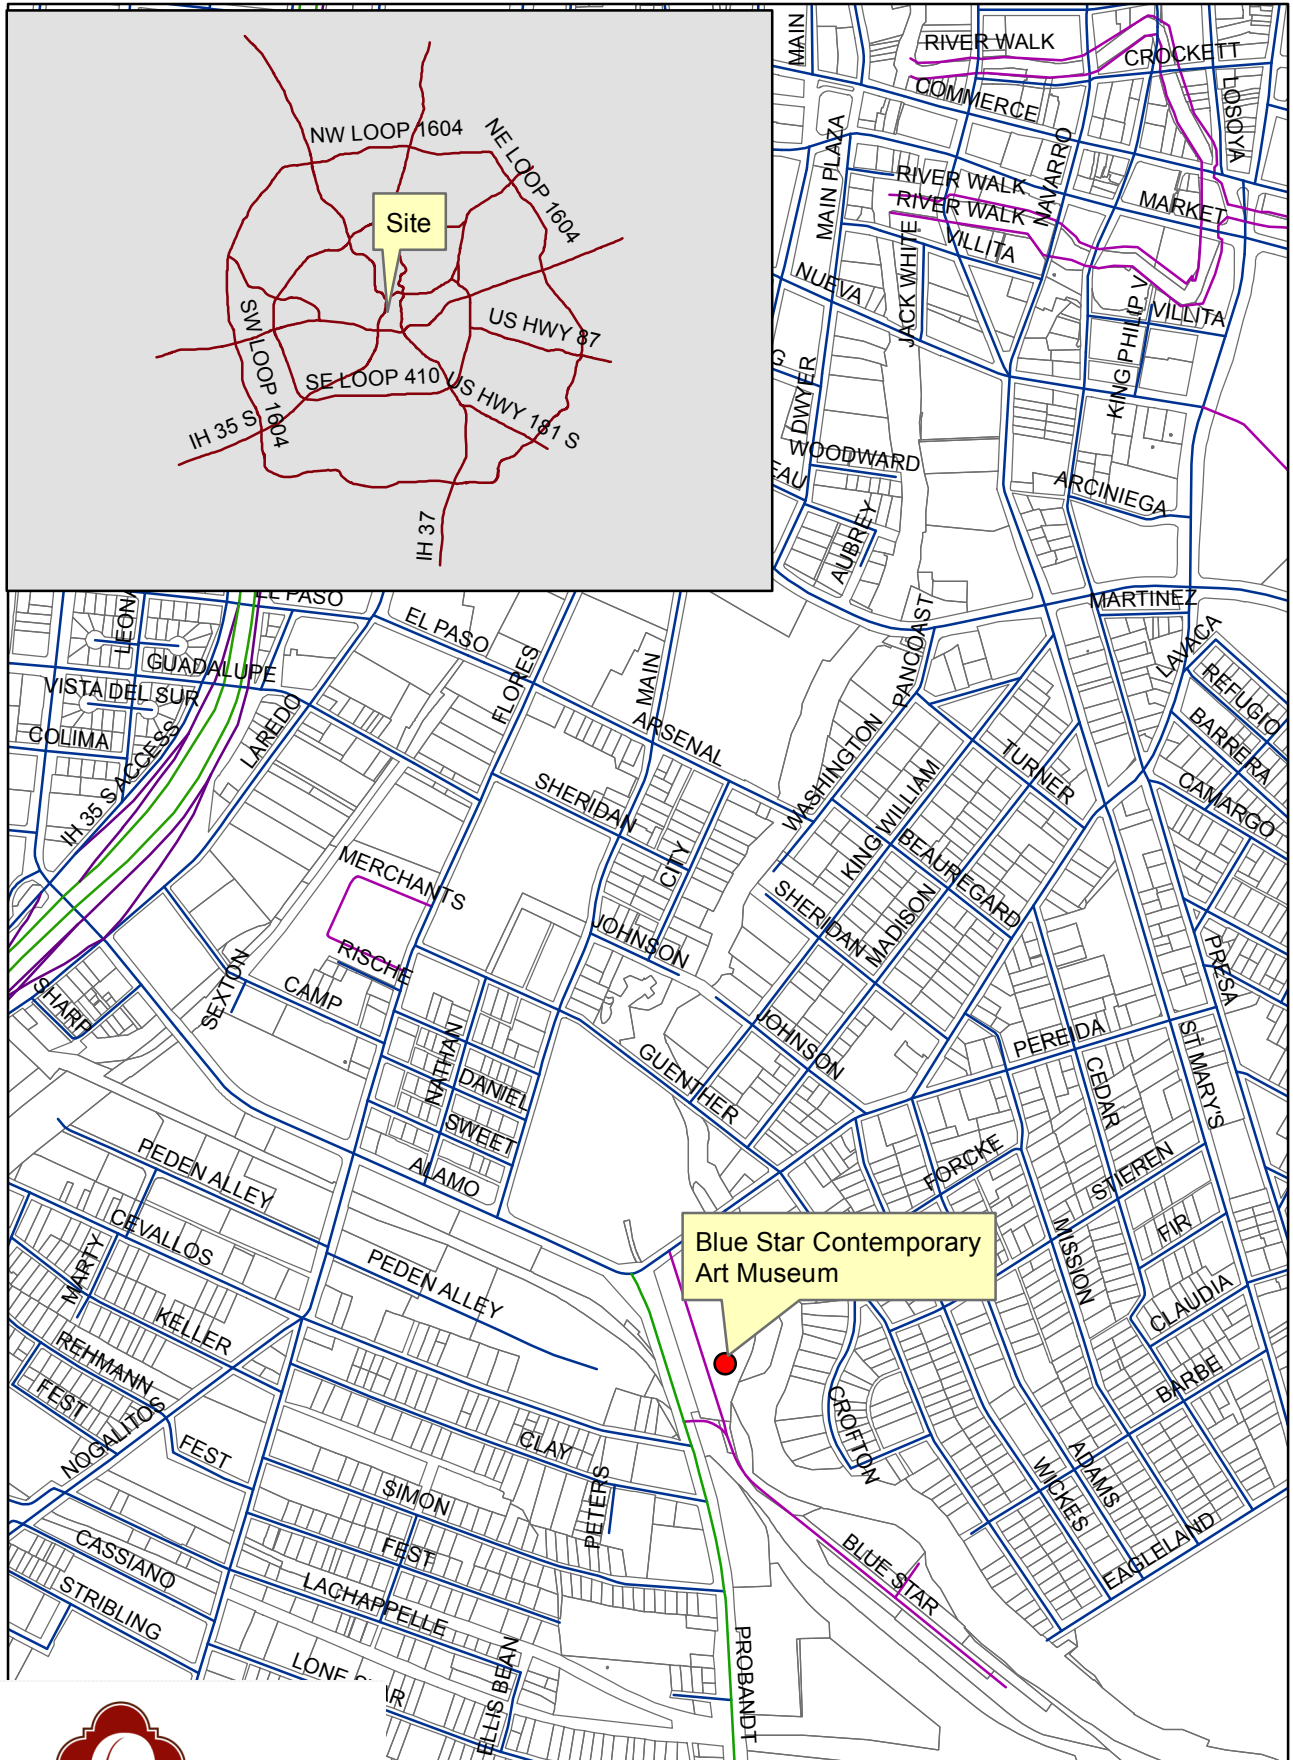 NW LOOP 1604
NE LOOP 1604
Site
SW LOOP 1604
US HWY 87
SE LOOP 410
US HWY 181 S
IH 35 S
IH 37
MAIN
RIVER WALK
CROCKETT
COMMERCE
LOSOYA
MAIN PLAZA
NAVARRO
RIVER WALK
RIVER WALK
MARKET
VILLITA
JACK WHITE
NUEVA
KING PHILIP V
VILLITA
G
DWYER
WOODWARD
EAU
ARCINIEGA
AUBREY
LEONA
EL PASO
EL PASO
MARTINEZ
PANCOAST
LAVACA
GUADALUPE
FLORES
MAIN
REFUGIO
VISTA DEL SUR
LAREDO
ARSENAL
BARRERA
COLIMA
WASHINGTON
TURNER
IH 35 S ACCESS
SHERIDAN
KING WILLIAM
CAMARGO
MERCHANTS
CITY
BEAUREGARD
SHERIDAN
MADISON
JOHNSON
PRESA
RISCHE
SEXTON
CAMP
SHARP
JOHNSON
PEREIDA
NATHAN
GUENTHER
ST MARY'S
CEDAR
DANIEL
SWEET
PEDEN ALLEY
ALAMO
FORCKE
STIEREN
CEVALLOS
FIR
MISSION
Blue Star Contemporary
Art Museum
MARTY
PEDEN ALLEY
CLAUDIA
KELLER
REHMANN
BARBE
FEST
CROFTON
NOGALITOS
FEST
CLAY
ADAMS
WICKES
SIMON
PETERS
EAGLELAND
CASSIANO
FEST
BLUE STAR
STRIBLING
LACHAPPELLE
LONE STAR
ELLIS BEAN
PROBANDT